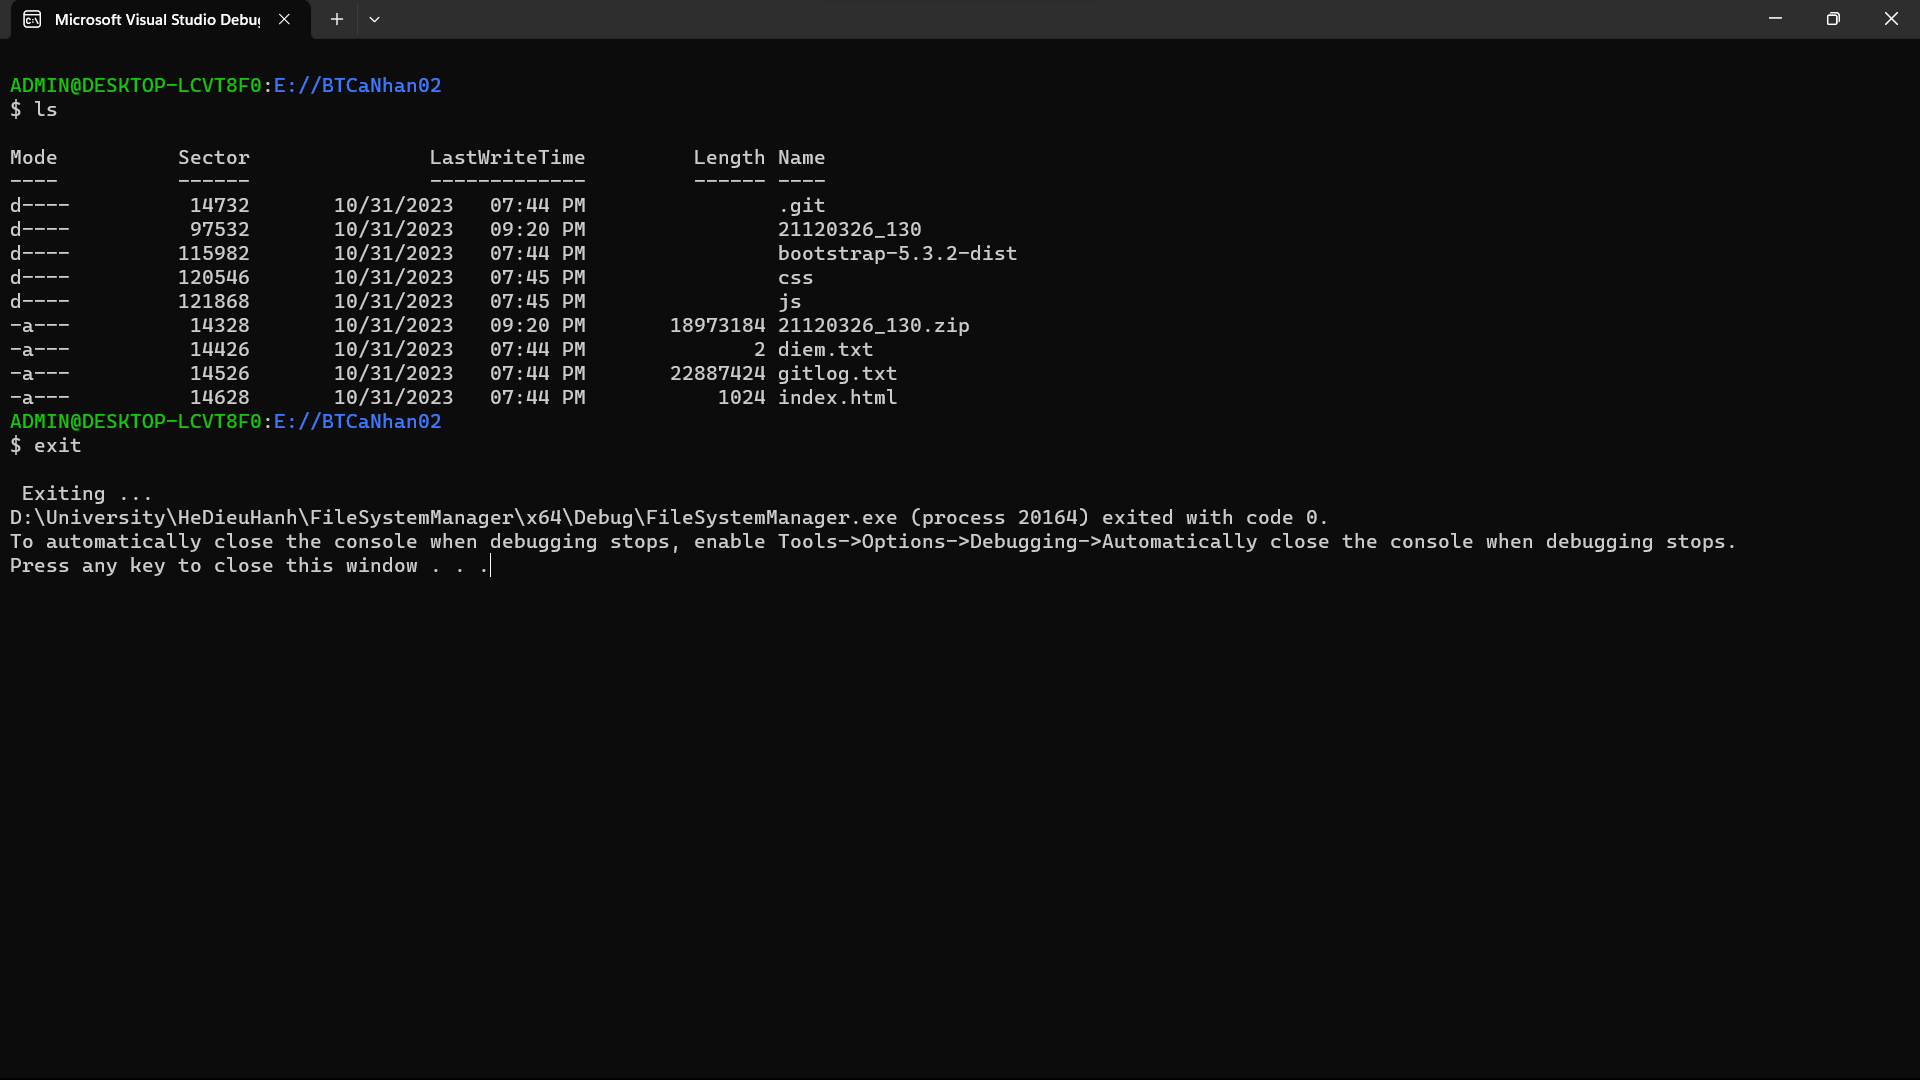 Microsoft Visual Studio Debu
ADMIN@DESKTOP-LCVT8F0:E://BTCaNhan02
$ ls
Mode          Sector               LastWriteTime         Length Name
----          ------               -------------         ------ ----
d----          14732       10/31/2023   07:44 PM                .git
d----          97532       10/31/2023   09:20 PM                21120326_130
d----         115982       10/31/2023   07:44 PM                bootstrap-5.3.2-dist
d----         120546       10/31/2023   07:45 PM                css
d----         121868       10/31/2023   07:45 PM                js
-a---          14328       10/31/2023   09:20 PM       18973184 21120326_130.zip
-a---          14426       10/31/2023   07:44 PM              2 diem.txt
-a---          14526       10/31/2023   07:44 PM       22887424 gitlog.txt
-a---          14628       10/31/2023   07:44 PM           1024 index.html
ADMIN@DESKTOP-LCVT8F0:E://BTCaNhan02
$ exit
 Exiting ...
D:\University\HeDieuHanh\FileSystemManager\x64\Debug\FileSystemManager.exe (process 20164) exited with code 0.
To automatically close the console when debugging stops, enable Tools->Options->Debugging->Automatically close the console when debugging stops.
Press any key to close this window . . .